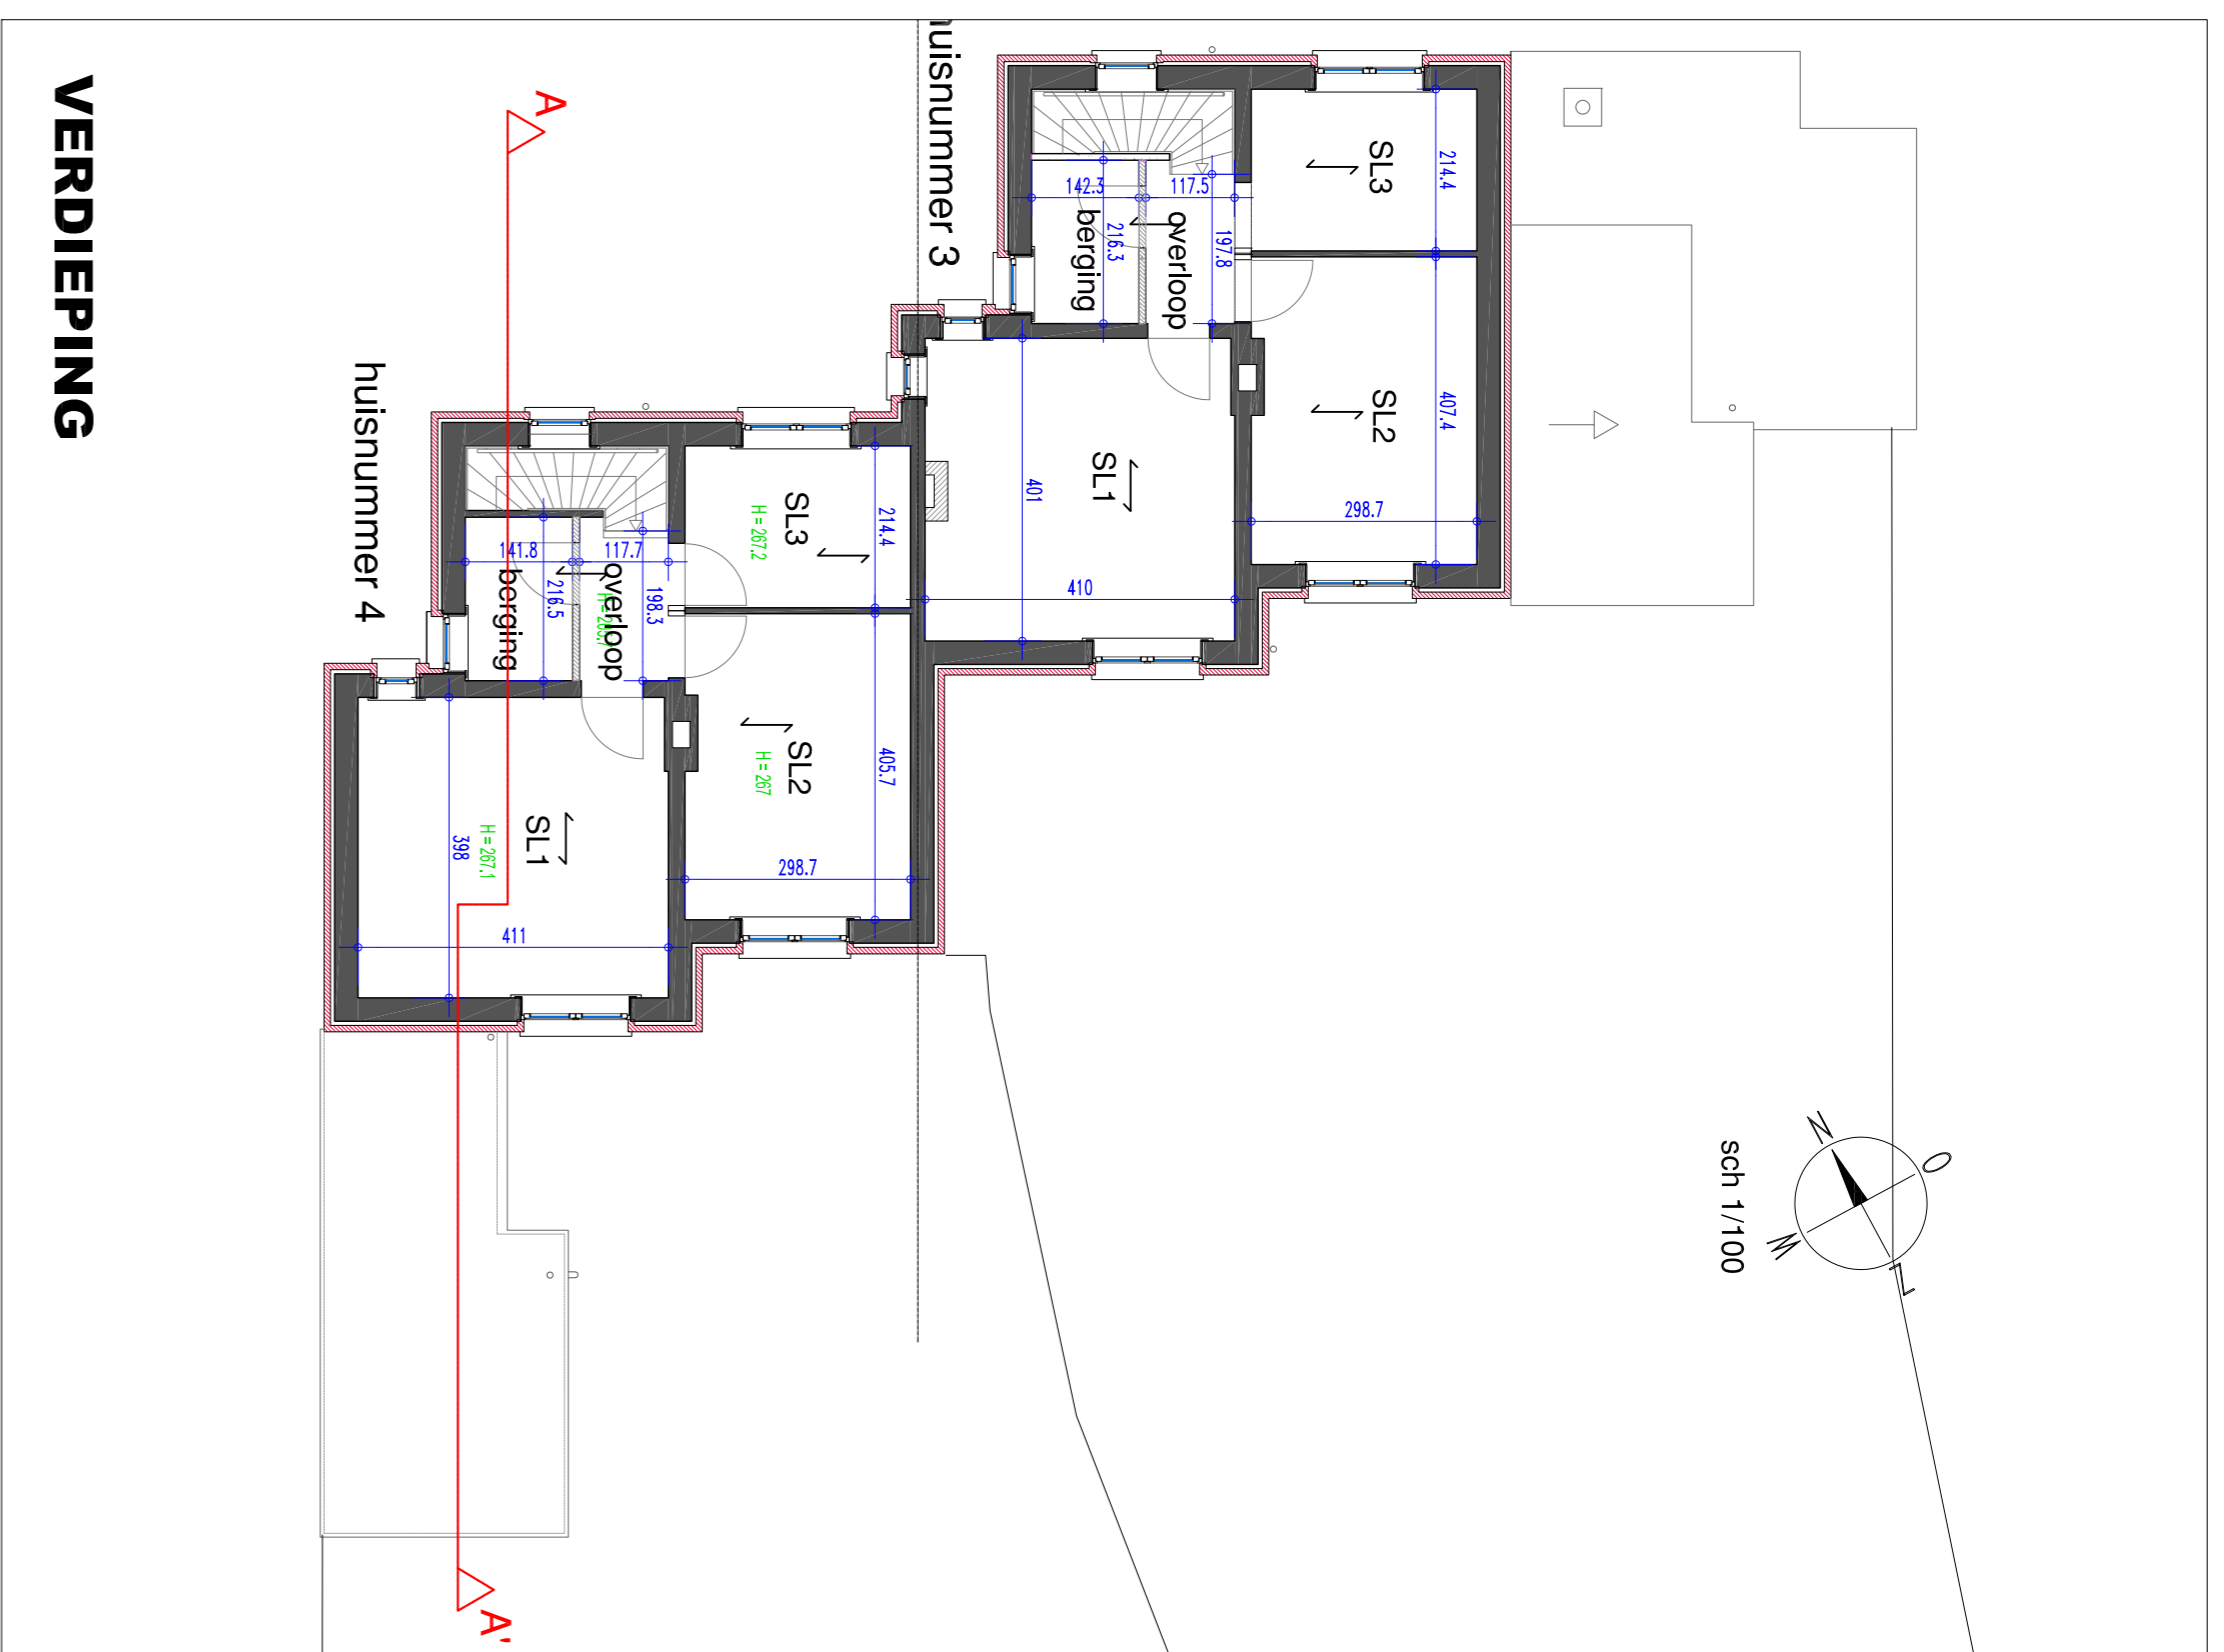 VERDIEPING
huisnummer 3
huisnummer 4
sch 1/100
N
O
Z
W
A
A'
SL3
214.4
142.3
117.5
berging
216.3
overloop
197.8
SL2
407.4
298.7
SL1
401
410
SL3
H = 267.2
214.4
141.8
117.7
berging
216.5
overloop
198.3
SL2
H = 267
405.7
298.7
SL1
H = 267.1
398
411